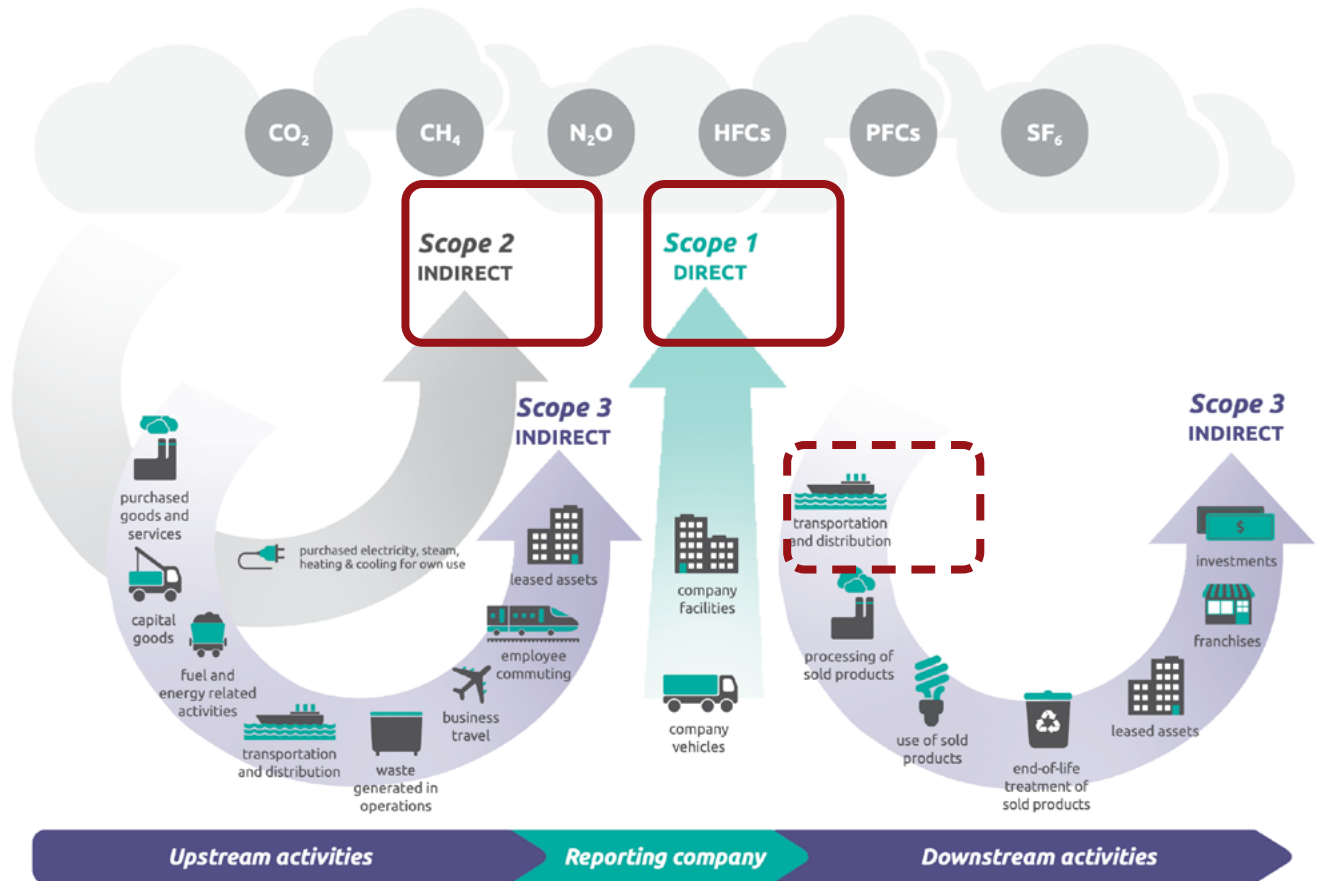 CO₂
CH₄
N₂O
HFCs
PFCs
SF₆
Scope 2
INDIRECT
Scope 1
DIRECT
Scope 3
INDIRECT
Scope 3
INDIRECT
purchased
goods and
services
capital
goods
fuel and
energy related
activities
purchased electricity, steam,
heating & cooling for own use
transportation
and distribution
waste
generated in
operations
business
travel
employee
commuting
leased assets
company
facilities
company
vehicles
transportation
and distribution
processing of
sold products
use of sold
products
end-of-life
treatment of
sold products
leased assets
franchises
$
investments
Upstream activities
Reporting company
Downstream activities